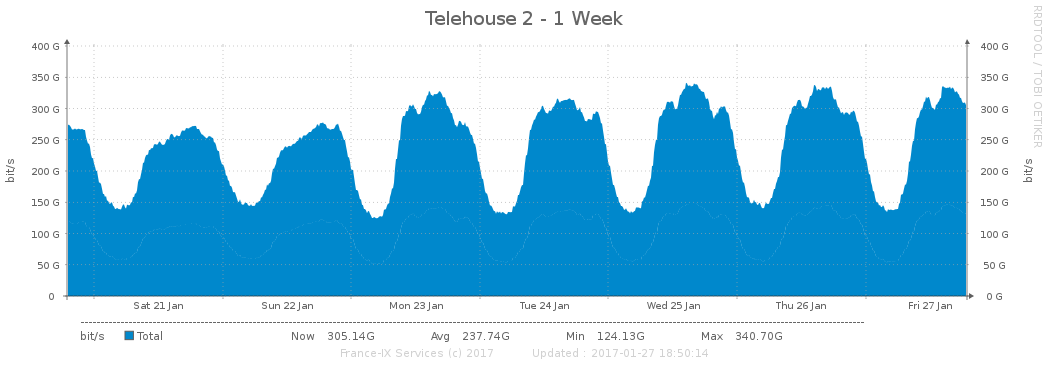 Telehouse 2 - 1 Week
RRDTOOL / TOBI OETIKER
400 G 400 G
350 G 350 G
300 G 300 G
250 G 250 G
200 G 200 G
150 G 150 G
100 G 100 G
50 G 50 G
0 0 G
bit/s bit/s
Sat 21 Jan Sun 22 Jan Mon 23 Jan Tue 24 Jan Wed 25 Jan Thu 26 Jan Fri 27 Jan
bit/s Total Now 305.14G Avg 237.74G Min 124.13G Max 340.70G
France-IX Services (c) 2017 Updated : 2017-01-27 18:50:14